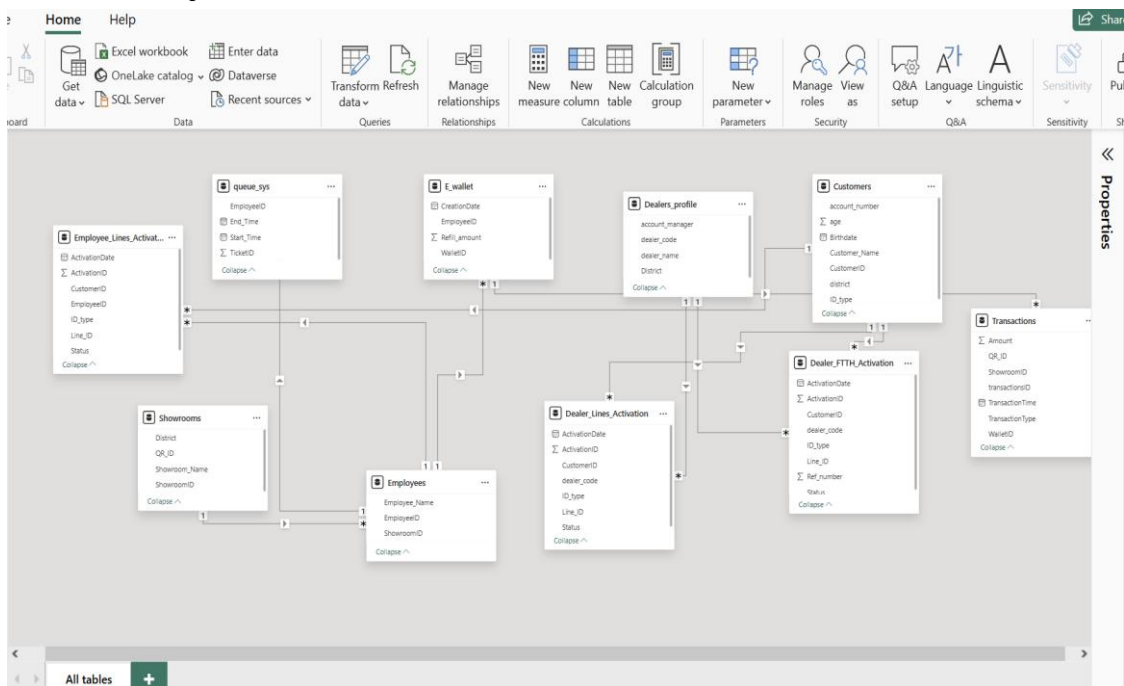 Home Help
Share
Excel workbook
OneLake catalog
SQL Server
Enter data
Dataverse
Recent sources
Get data
Transform data
Refresh
Manage relationships
New measure
New column
New table
Calculation group
New parameter
Manage roles
View as
Q&A setup
Language
Linguistic schema
Sensitivity
Data
Queries
Relationships
Calculations
Parameters
Security
Q&A
Sensitivity
Properties
queue_sys
EmployeeID
End_Time
Start_Time
TicketID
Collapse
E_wallet
CreationDate
EmployeeID
Refill_amount
WalletID
Collapse
Dealers_profile
account_manager
dealer_code
dealer_name
District
Collapse
Customers
account_number
age
Birthdate
Customer_Name
CustomerID
district
ID_type
Collapse
Employee_Lines_Activat...
ActivationDate
ActivationID
CustomerID
EmployeeID
ID_type
Line_ID
Status
Collapse
Transactions
Amount
QR_ID
ShowroomID
transactionsID
TransactionTime
TransactionType
WalletID
Collapse
Dealer_FTTH_Activation
ActivationDate
ActivationID
CustomerID
dealer_code
ID_type
Line_ID
Ref_number
Status
Collapse
Showrooms
District
QR_ID
Showroom_Name
ShowroomID
Collapse
Dealer_Lines_Activation
ActivationDate
ActivationID
CustomerID
dealer_code
ID_type
Line_ID
Status
Collapse
Employees
Employee_Name
EmployeeID
ShowroomID
Collapse
All tables